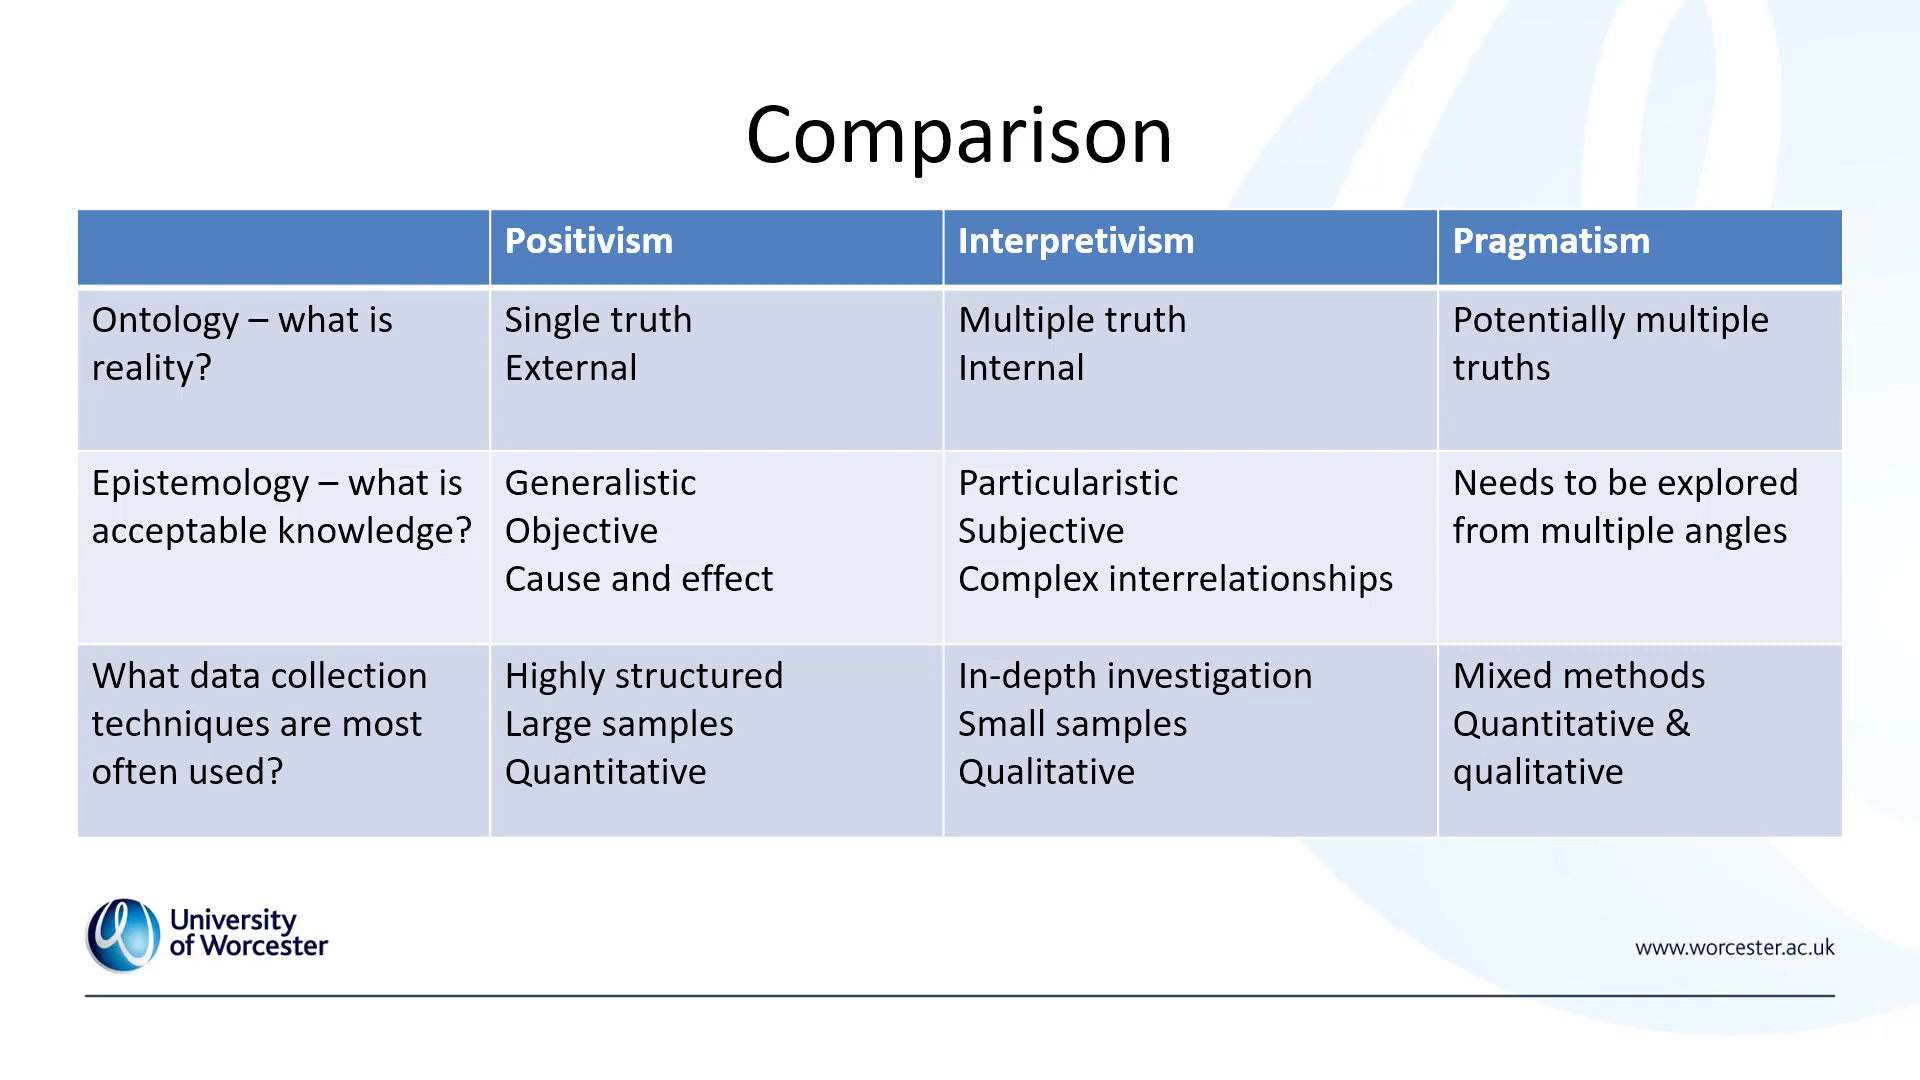 Comparison
Positivism
Interpretivism
Pragmatism
Ontology – what is
reality?
Single truth
External
Multiple truth
Internal
Potentially multiple
truths
Epistemology – what is
acceptable knowledge?
Generalistic
Objective
Cause and effect
Particularistic
Subjective
Complex interrelationships
Needs to be explored
from multiple angles
What data collection
techniques are most
often used?
Highly structured
Large samples
Quantitative
In-depth investigation
Small samples
Qualitative
Mixed methods
Quantitative &
qualitative
University
of Worcester
www.worcester.ac.uk